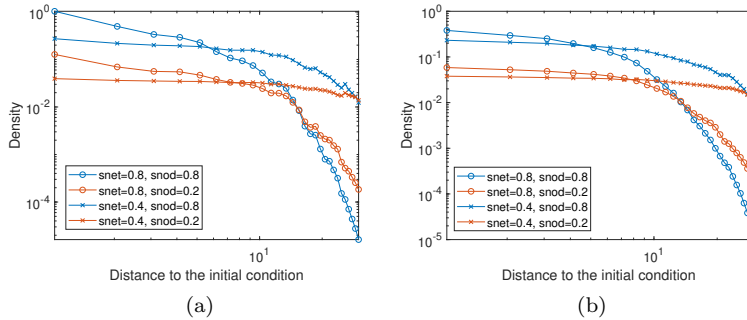 10^0
10^-2
10^-4
Density
snet=0.8, snod=0.8
snet=0.8, snod=0.2
snet=0.4, snod=0.8
snet=0.4, snod=0.2
10^1
Distance to the initial condition
(a)
10^0
10^-1
10^-2
10^-3
10^-4
10^-5
Density
snet=0.8, snod=0.8
snet=0.8, snod=0.2
snet=0.4, snod=0.8
snet=0.4, snod=0.2
10^1
Distance to the initial condition
(b)